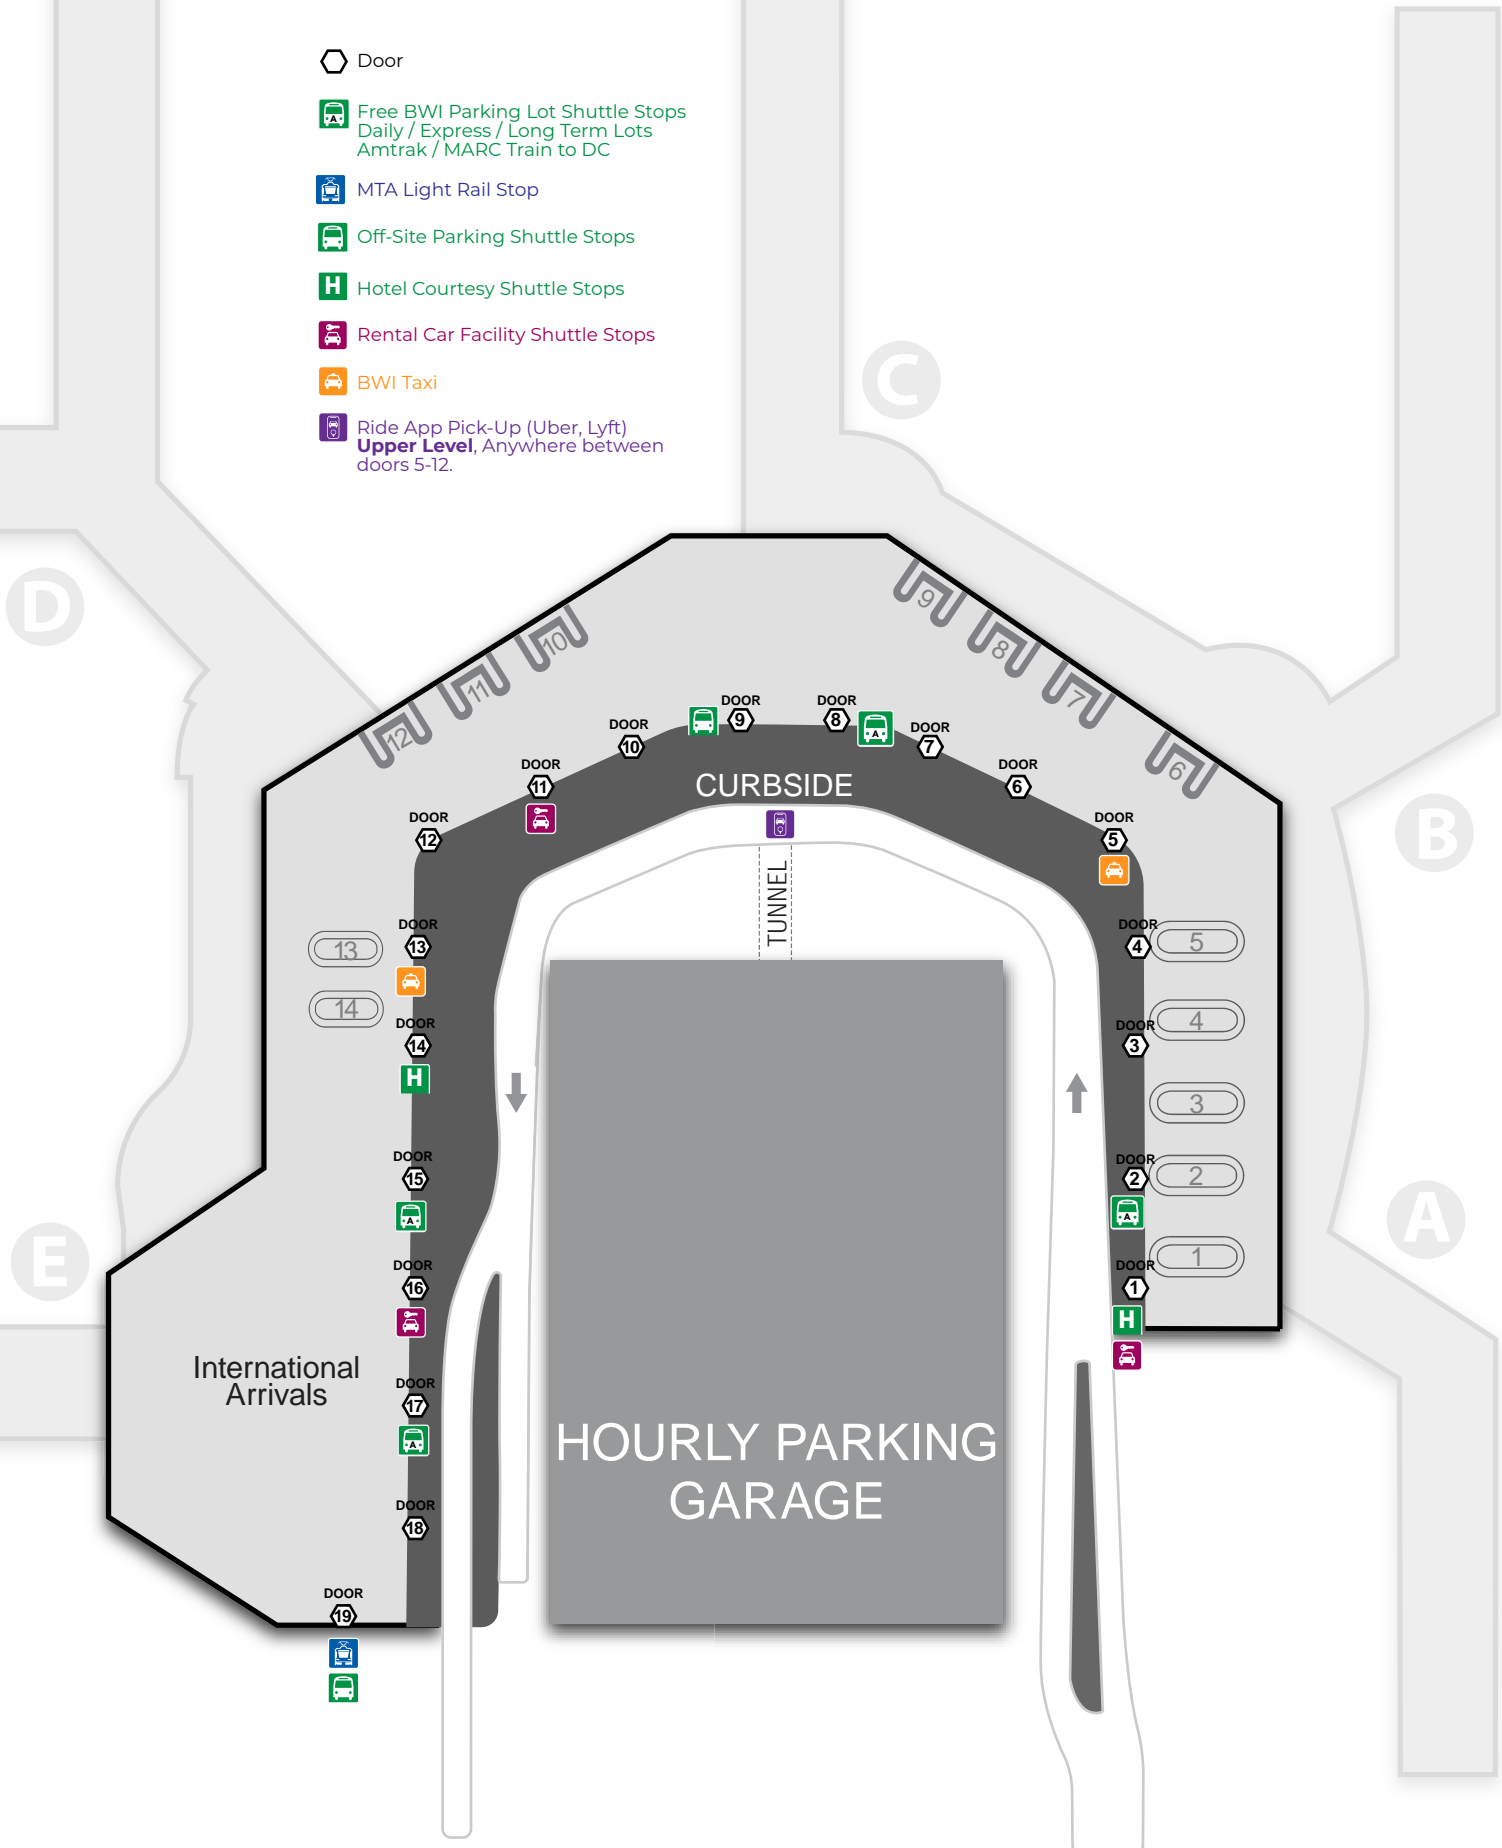 Door
Free BWI Parking Lot Shuttle Stops
Daily / Express / Long Term Lots
Amtrak / MARC Train to DC
A
MTA Light Rail Stop
Off-Site Parking Shuttle Stops
H
Hotel Courtesy Shuttle Stops
Rental Car Facility Shuttle Stops
BWI Taxi
Ride App Pick-Up (Uber, Lyft)
Upper Level, Anywhere between
doors 5-12.
C
D
B
A
E
9
8
7
6
10
11
12
DOOR
9
DOOR
8
A
DOOR
7
DOOR
10
DOOR
11
DOOR
6
CURBSIDE
DOOR
12
DOOR
5
TUNNEL
DOOR
13
13
DOOR
4
5
14
DOOR
14
H
DOOR
3
4
3
DOOR
15
A
DOOR
2
2
A
DOOR
16
DOOR
1
1
H
International
Arrivals
DOOR
17
A
HOURLY PARKING
GARAGE
DOOR
18
DOOR
19